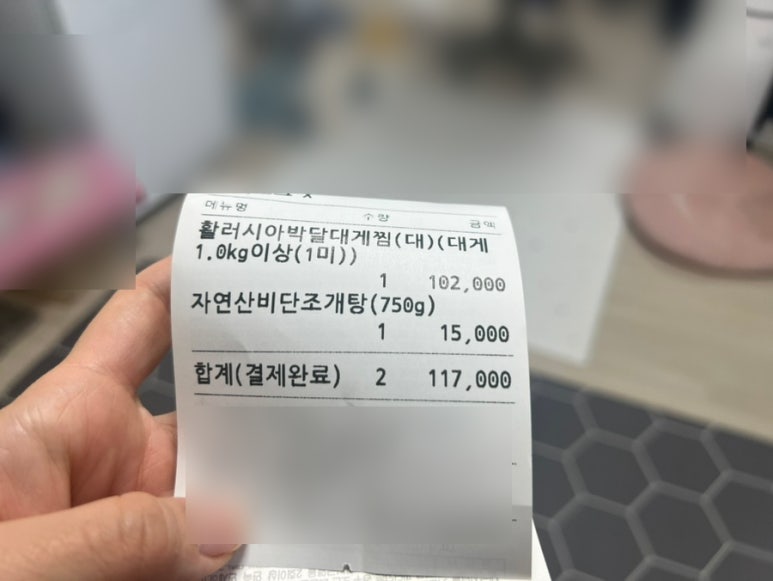 메뉴명 수량 금액
활러시아박달대게찜(대)(대게
1.0kg이상(1미))
1 102,000
자연산비단조개탕(750g)
1 15,000
합계(결제완료) 2 117,000